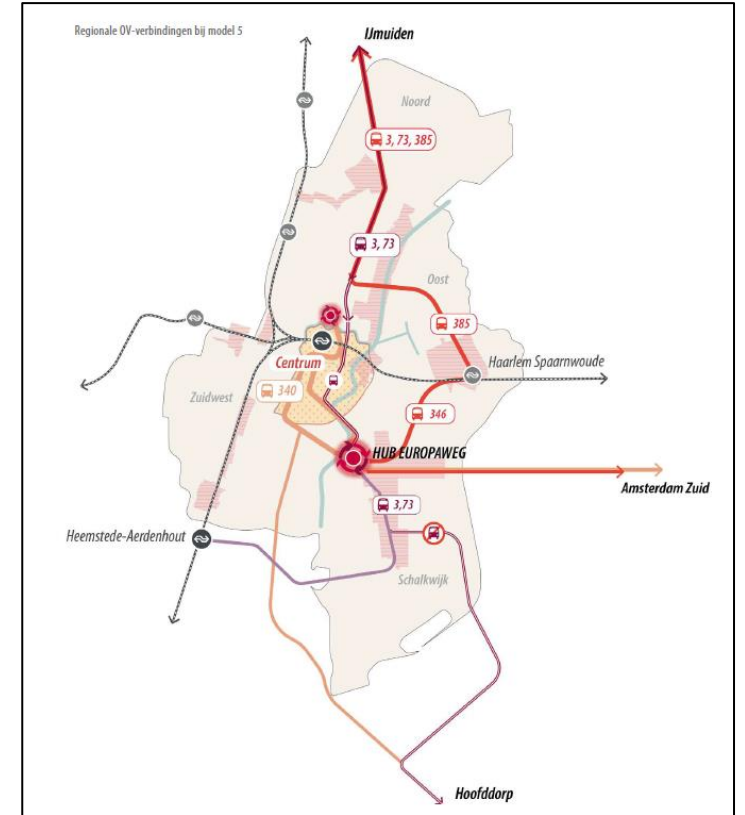 Regionale OV-verbindingen bij model 5
IJmuiden
Noord
3, 73, 385
3, 73
Oost
385
Centrum
Haarlem Spaarnwoude
340
Zuidwest
346
HUB EUROPAWEG
Amsterdam Zuid
3,73
Heemstede-Aerdenhout
Schalkwijk
Hoofddorp